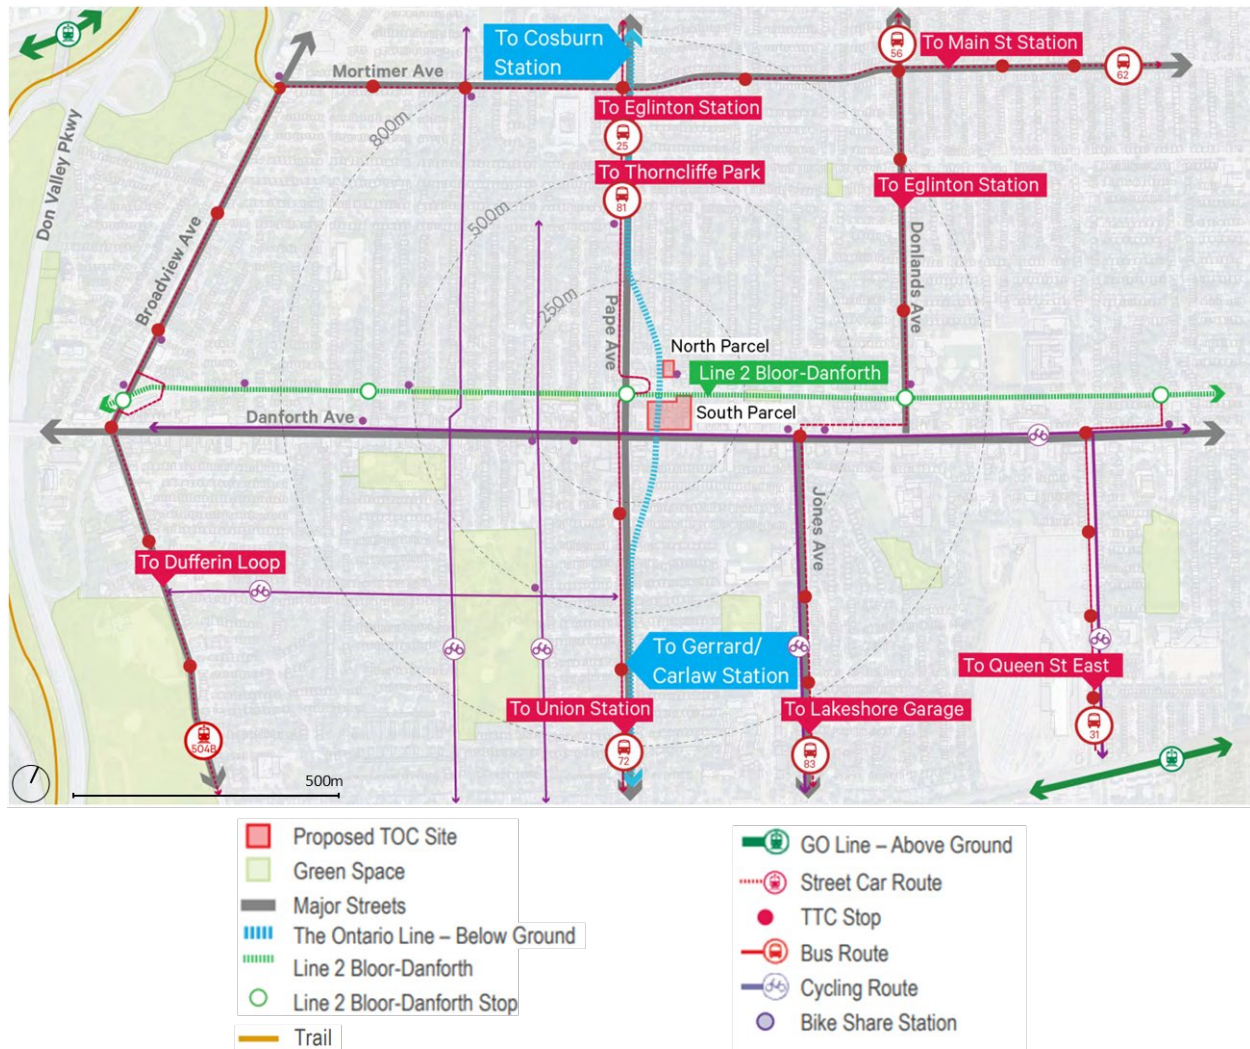 To Cosburn
Station
56
To Main St Station
62
Mortimer Ave
800m
To Eglinton Station
25
To Thorncliffe Park
81
To Eglinton Station
Don Valley Pkwy
Broadview Ave
500m
250m
Pape Ave
Donlands Ave
North Parcel
Line 2 Bloor-Danforth
South Parcel
Danforth Ave
Jones Ave
To Dufferin Loop
To Gerrard/
Carlaw Station
To Queen St East
To Union Station
To Lakeshore Garage
504B
72
83
31
500m
Proposed TOC Site
Green Space
Major Streets
The Ontario Line – Below Ground
Line 2 Bloor-Danforth
Line 2 Bloor-Danforth Stop
Trail
GO Line – Above Ground
Street Car Route
TTC Stop
Bus Route
Cycling Route
Bike Share Station